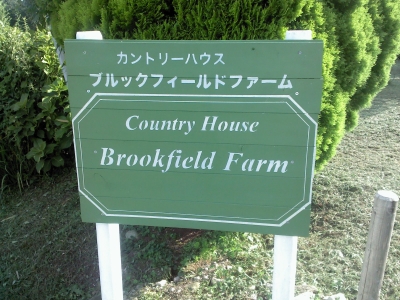 カントリーハウス
ブルックフィールドファーム
Country House
Brookfield Farm